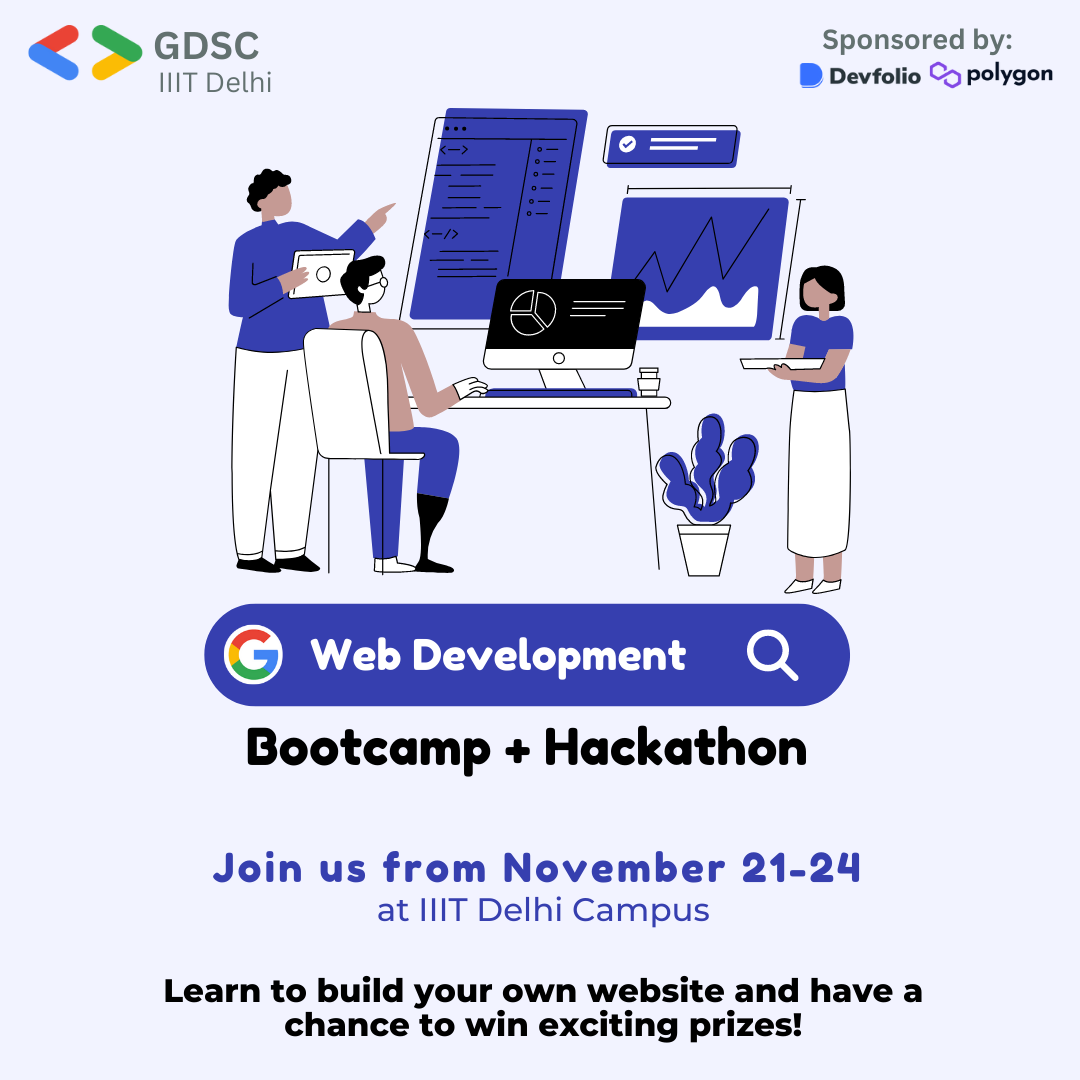 GDSC
IIIT Delhi
Sponsored by:
Devfolio polygon
<-->
<-/>
Web Development
Bootcamp + Hackathon
Join us from November 21-24
at IIIT Delhi Campus
Learn to build your own website and have a
chance to win exciting prizes!